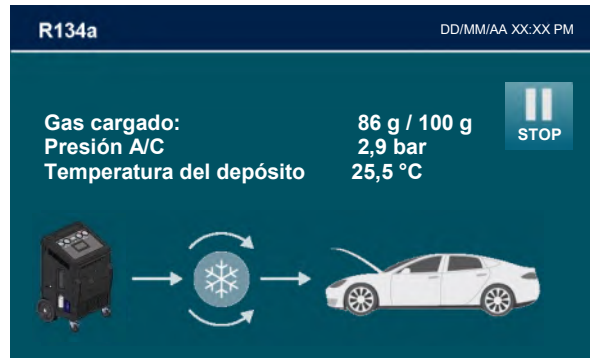 R134a DD/MM/AA XX:XX PM
Gas cargado: 86 g / 100 g
Presión A/C 2,9 bar
Temperatura del depósito 25,5 °C
STOP